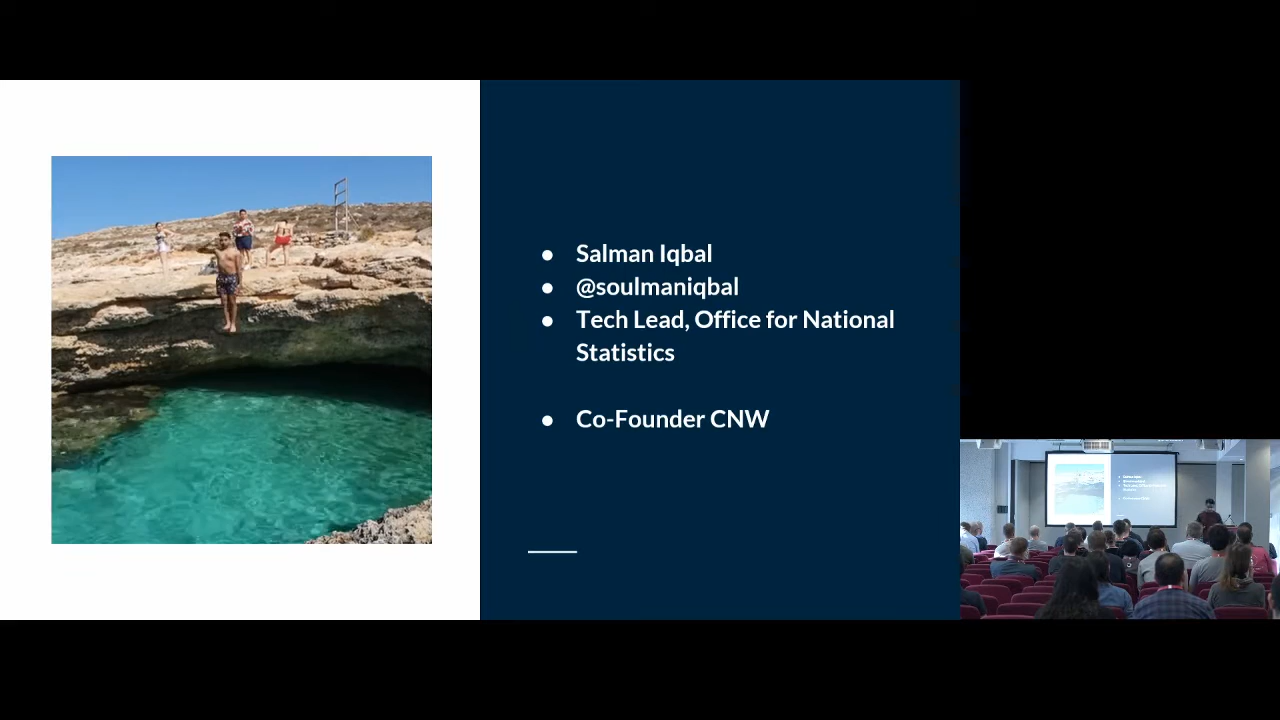 Salman Iqbal
@soulmaniqbal
Tech Lead, Office for National
Statistics
Co-Founder CNW